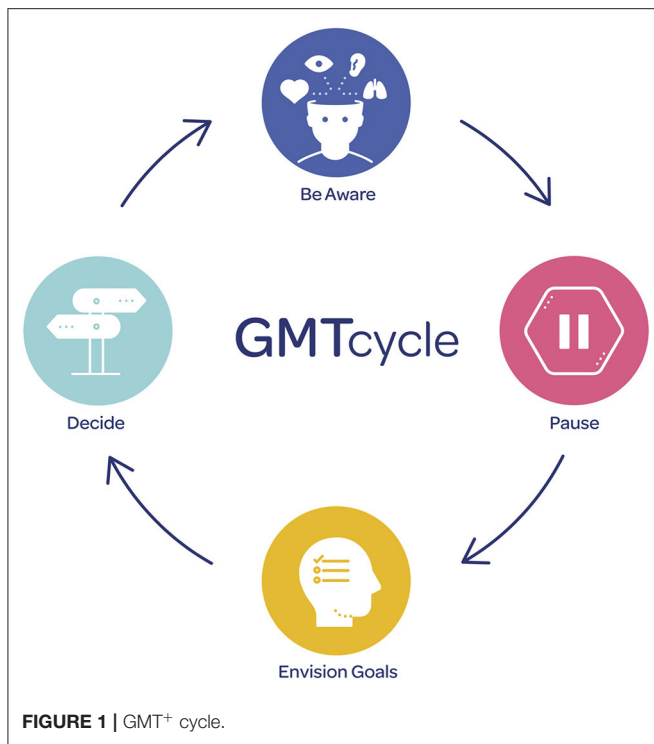 Be Aware
GMTcycle
Decide
Pause
Envision Goals
FIGURE 1 | GMT⁺ cycle.